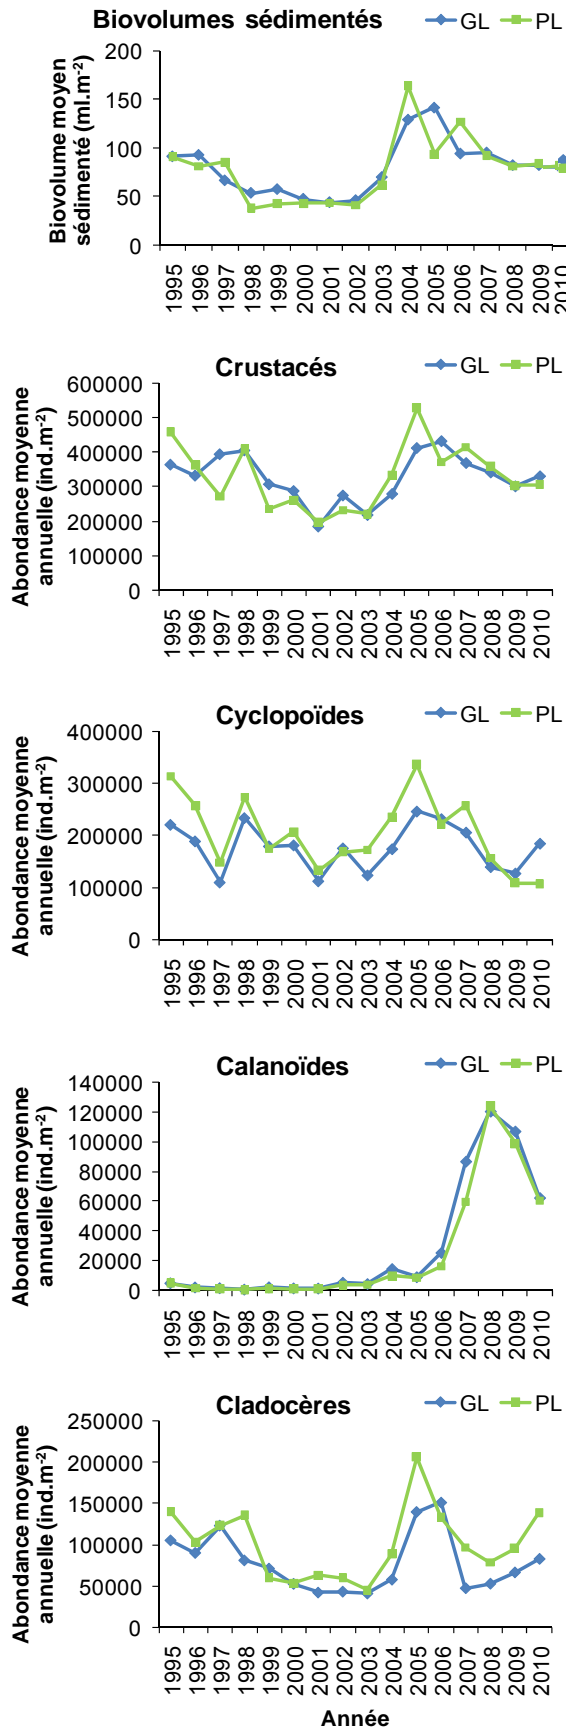 Biovolumes sédimentés
GL PL
Biovolume moyen
sédimenté (ml.m-2)
200
150
100
50
0
1995 1996 1997 1998 1999 2000 2001 2002 2003 2004 2005 2006 2007 2008 2009 2010
Crustacés
GL PL
Abondance moyenne
annuelle (ind.m-2)
600000
500000
400000
300000
200000
100000
0
1995 1996 1997 1998 1999 2000 2001 2002 2003 2004 2005 2006 2007 2008 2009 2010
Cyclopoïdes
GL PL
Abondance moyenne
annuelle (ind.m-2)
400000
300000
200000
100000
0
1995 1996 1997 1998 1999 2000 2001 2002 2003 2004 2005 2006 2007 2008 2009 2010
Calanoïdes
GL PL
Abondance moyenne
annuelle (ind.m-2)
140000
120000
100000
80000
60000
40000
20000
0
1995 1996 1997 1998 1999 2000 2001 2002 2003 2004 2005 2006 2007 2008 2009 2010
Cladocères
GL PL
Abondance moyenne
annuelle (ind.m-2)
250000
200000
150000
100000
50000
0
1995 1996 1997 1998 1999 2000 2001 2002 2003 2004 2005 2006 2007 2008 2009 2010
Année